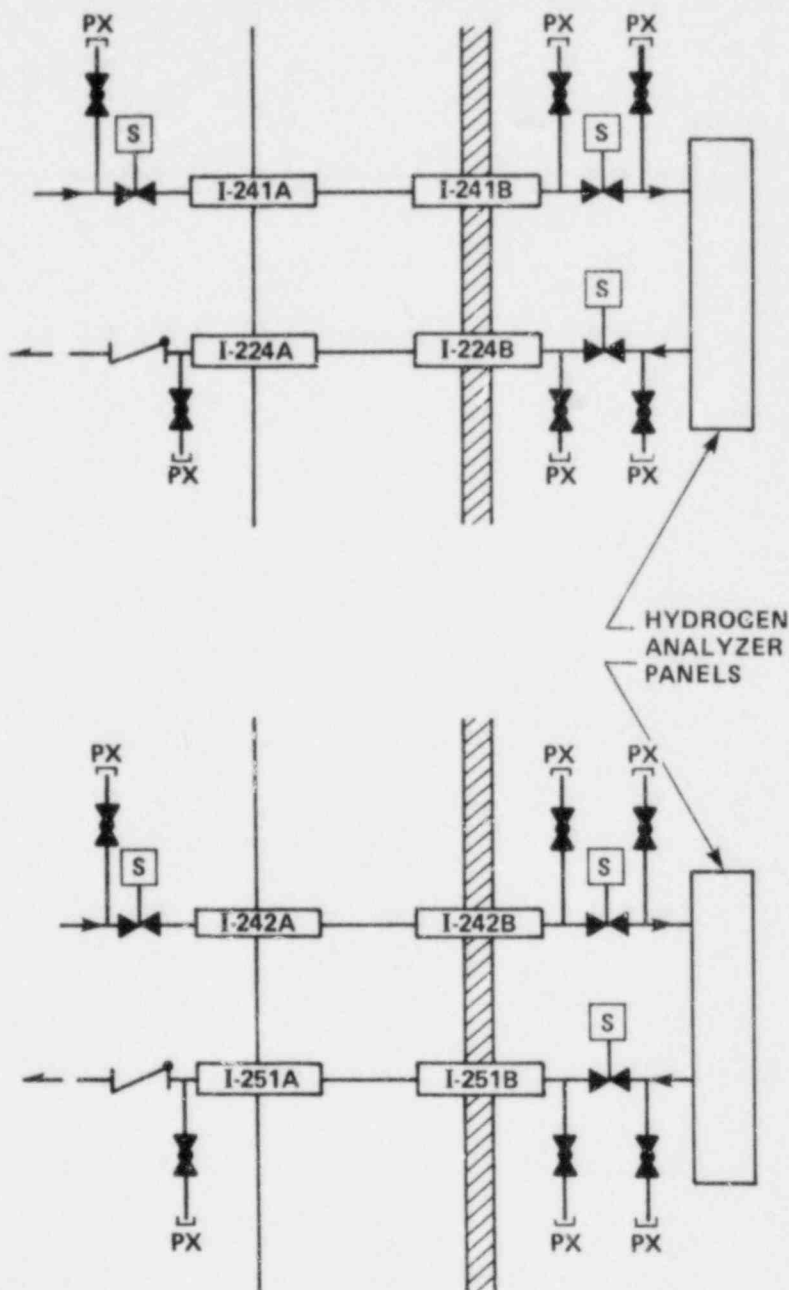 PX PX PX
S S
I-241A I-241B
S
I-224A I-224B
PX PX PX
HYDROGEN
ANALYZER
PANELS
PX PX PX
S S
I-242A I-242B
S
I-251A I-251B
PX PX PX